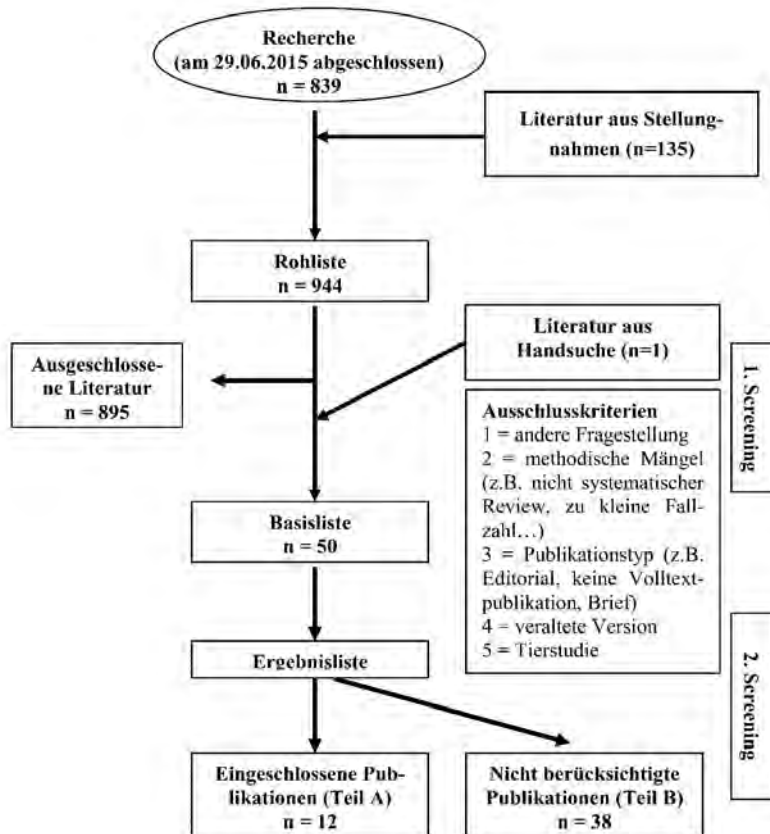 Recherche
(am 29.06.2015 abgeschlossen)
n = 839
Literatur aus Stellung-
nahmen (n=135)
Rohliste
n = 944
Literatur aus
Handsuche (n=1)
Ausgeschlosse-
ne Literatur
n = 895
1. Screening
Ausschlusskriterien
1 = andere Fragestellung
2 = methodische Mängel
(z.B. nicht systematischer
Review, zu kleine Fall-
zahl…)
3 = Publikationstyp (z.B.
Editorial, keine Volltext-
publikation, Brief)
4 = veraltete Version
5 = Tierstudie
Basisliste
n = 50
2. Screening
Ergebnisliste
Eingeschlossene Pub-
likationen (Teil A)
n = 12
Nicht berücksichtigte
Publikationen (Teil B)
n = 38